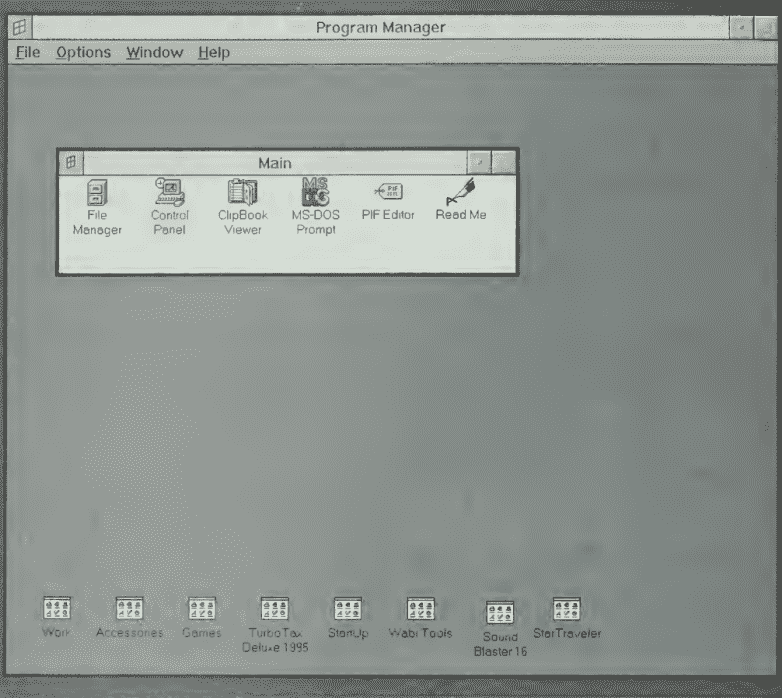 Program Manager
File Options Window Help
Main
File Manager
Control Panel
ClipBook Viewer
MS-DOS Prompt
PIF Editor
Read Me
Work
Accessories
Games
TurboTax Deluxe 1995
StartUp
Wabi Tools
Sound Blaster 16
StarTraveler